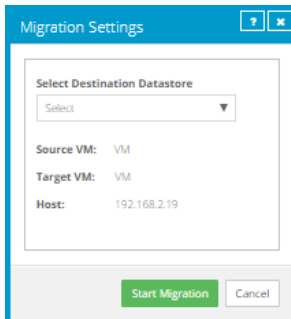 Migration Settings
? ×
Select Destination Datastore
Select
Source VM: VM
Target VM: VM
Host: 192.168.2.19
Start Migration Cancel